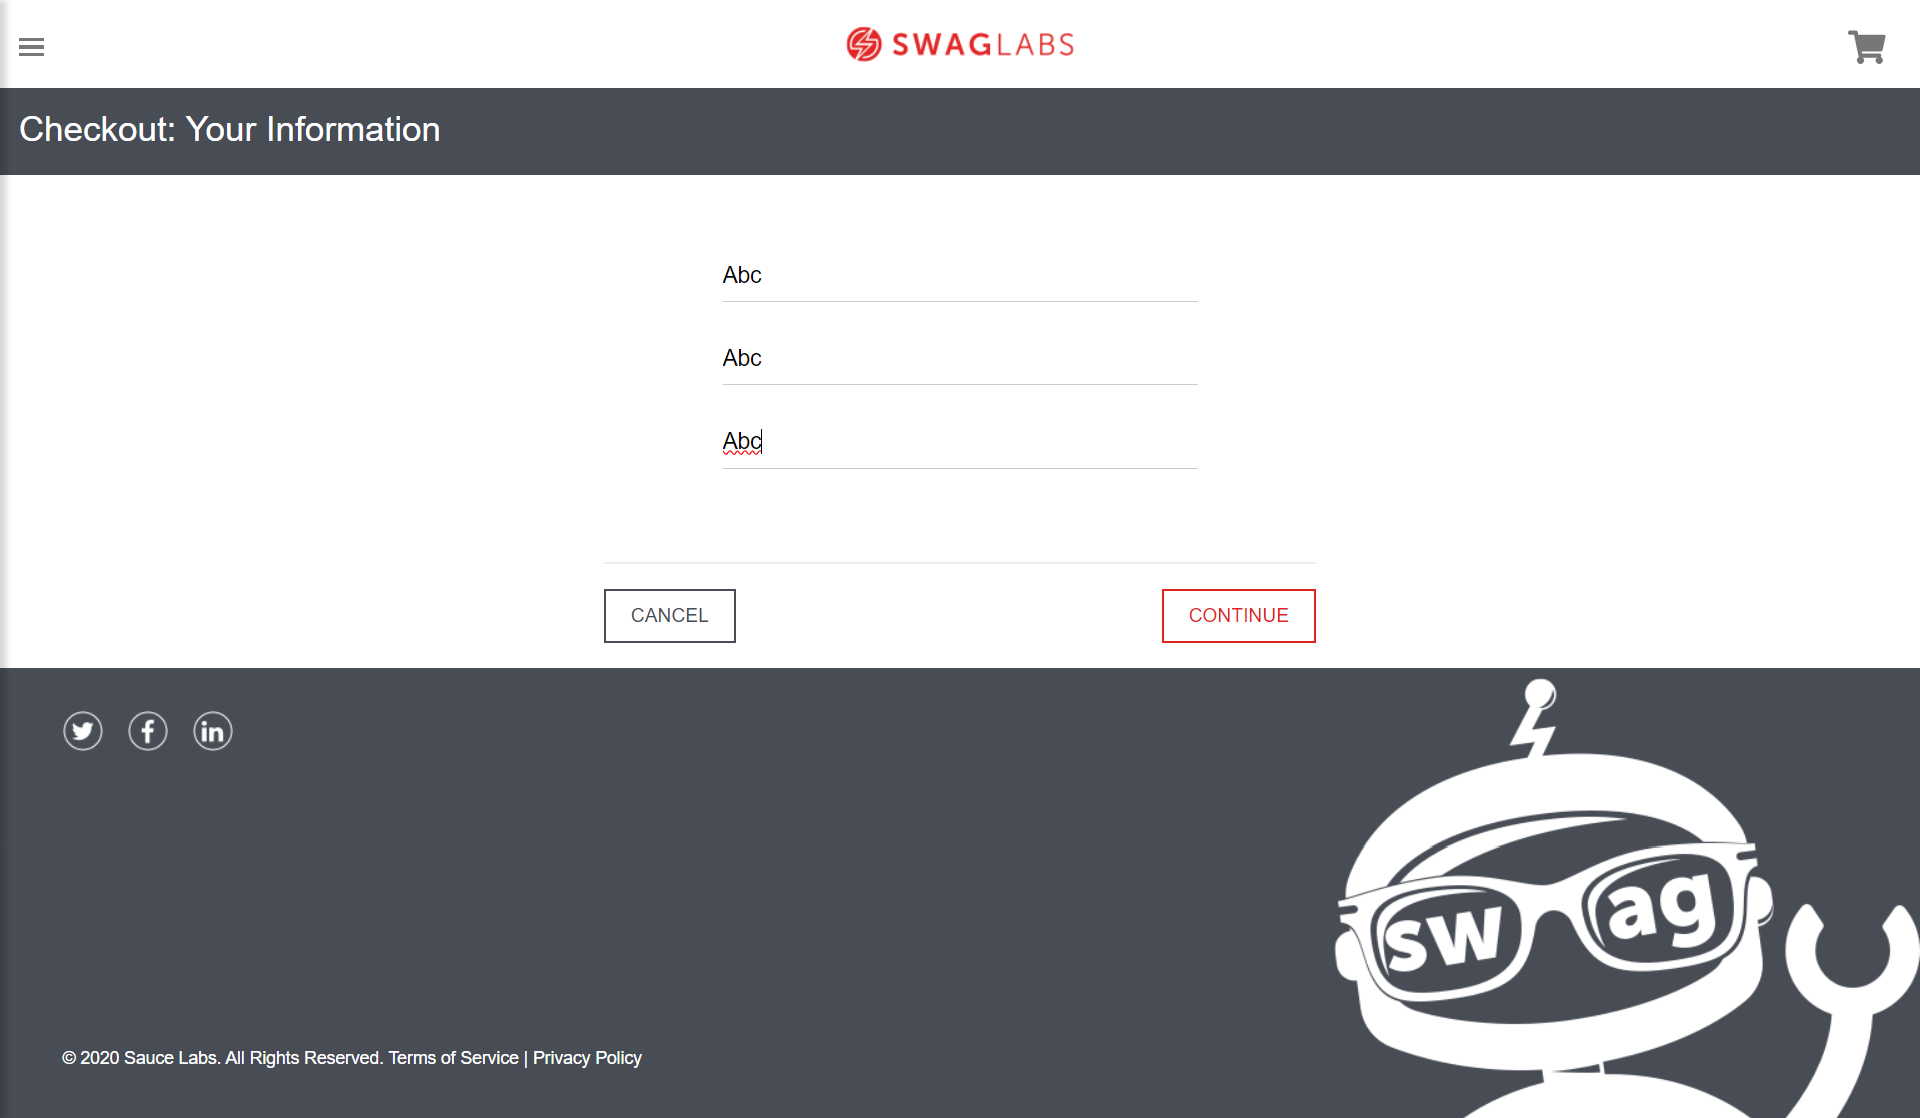 SWAGLABS
Checkout: Your Information
Abc
Abc
Abc
CANCEL
CONTINUE
sw ag
© 2020 Sauce Labs. All Rights Reserved. Terms of Service | Privacy Policy